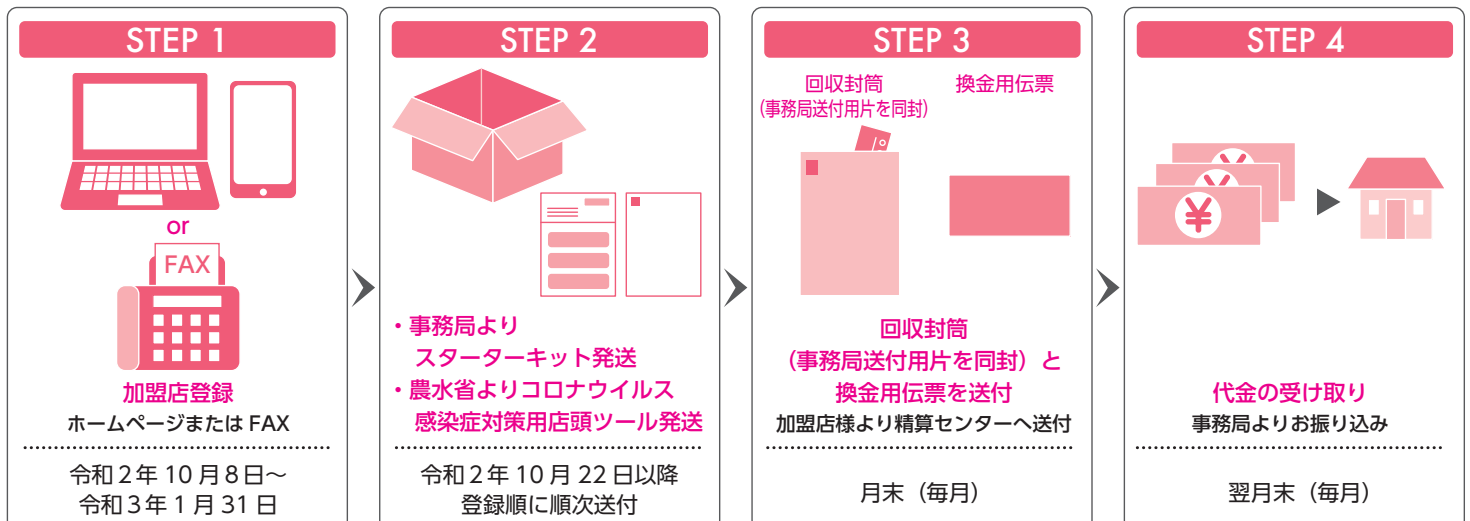 STEP 1
or
FAX
加盟店登録
ホームページまたは FAX
令和2年 10 月8日〜
令和3年 1 月 31 日
STEP 2
・事務局より
スターターキット発送
・農水省よりコロナウイルス
感染症対策用店頭ツール発送
令和2年 10 月 22 日以降
登録順に順次送付
STEP 3
回収封筒
(事務局送付用片を同封)
換金用伝票
回収封筒
（事務局送付用片を同封）と
換金用伝票を送付
加盟店様より精算センターへ送付
月末（毎月）
STEP 4
¥
代金の受け取り
事務局よりお振り込み
翌月末（毎月）